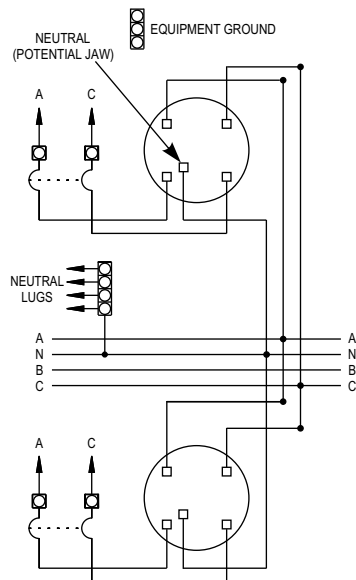 EQUIPMENT GROUND
NEUTRAL
(POTENTIAL JAW)
A C
NEUTRAL
LUGS
A A
N N
B B
C C
A C